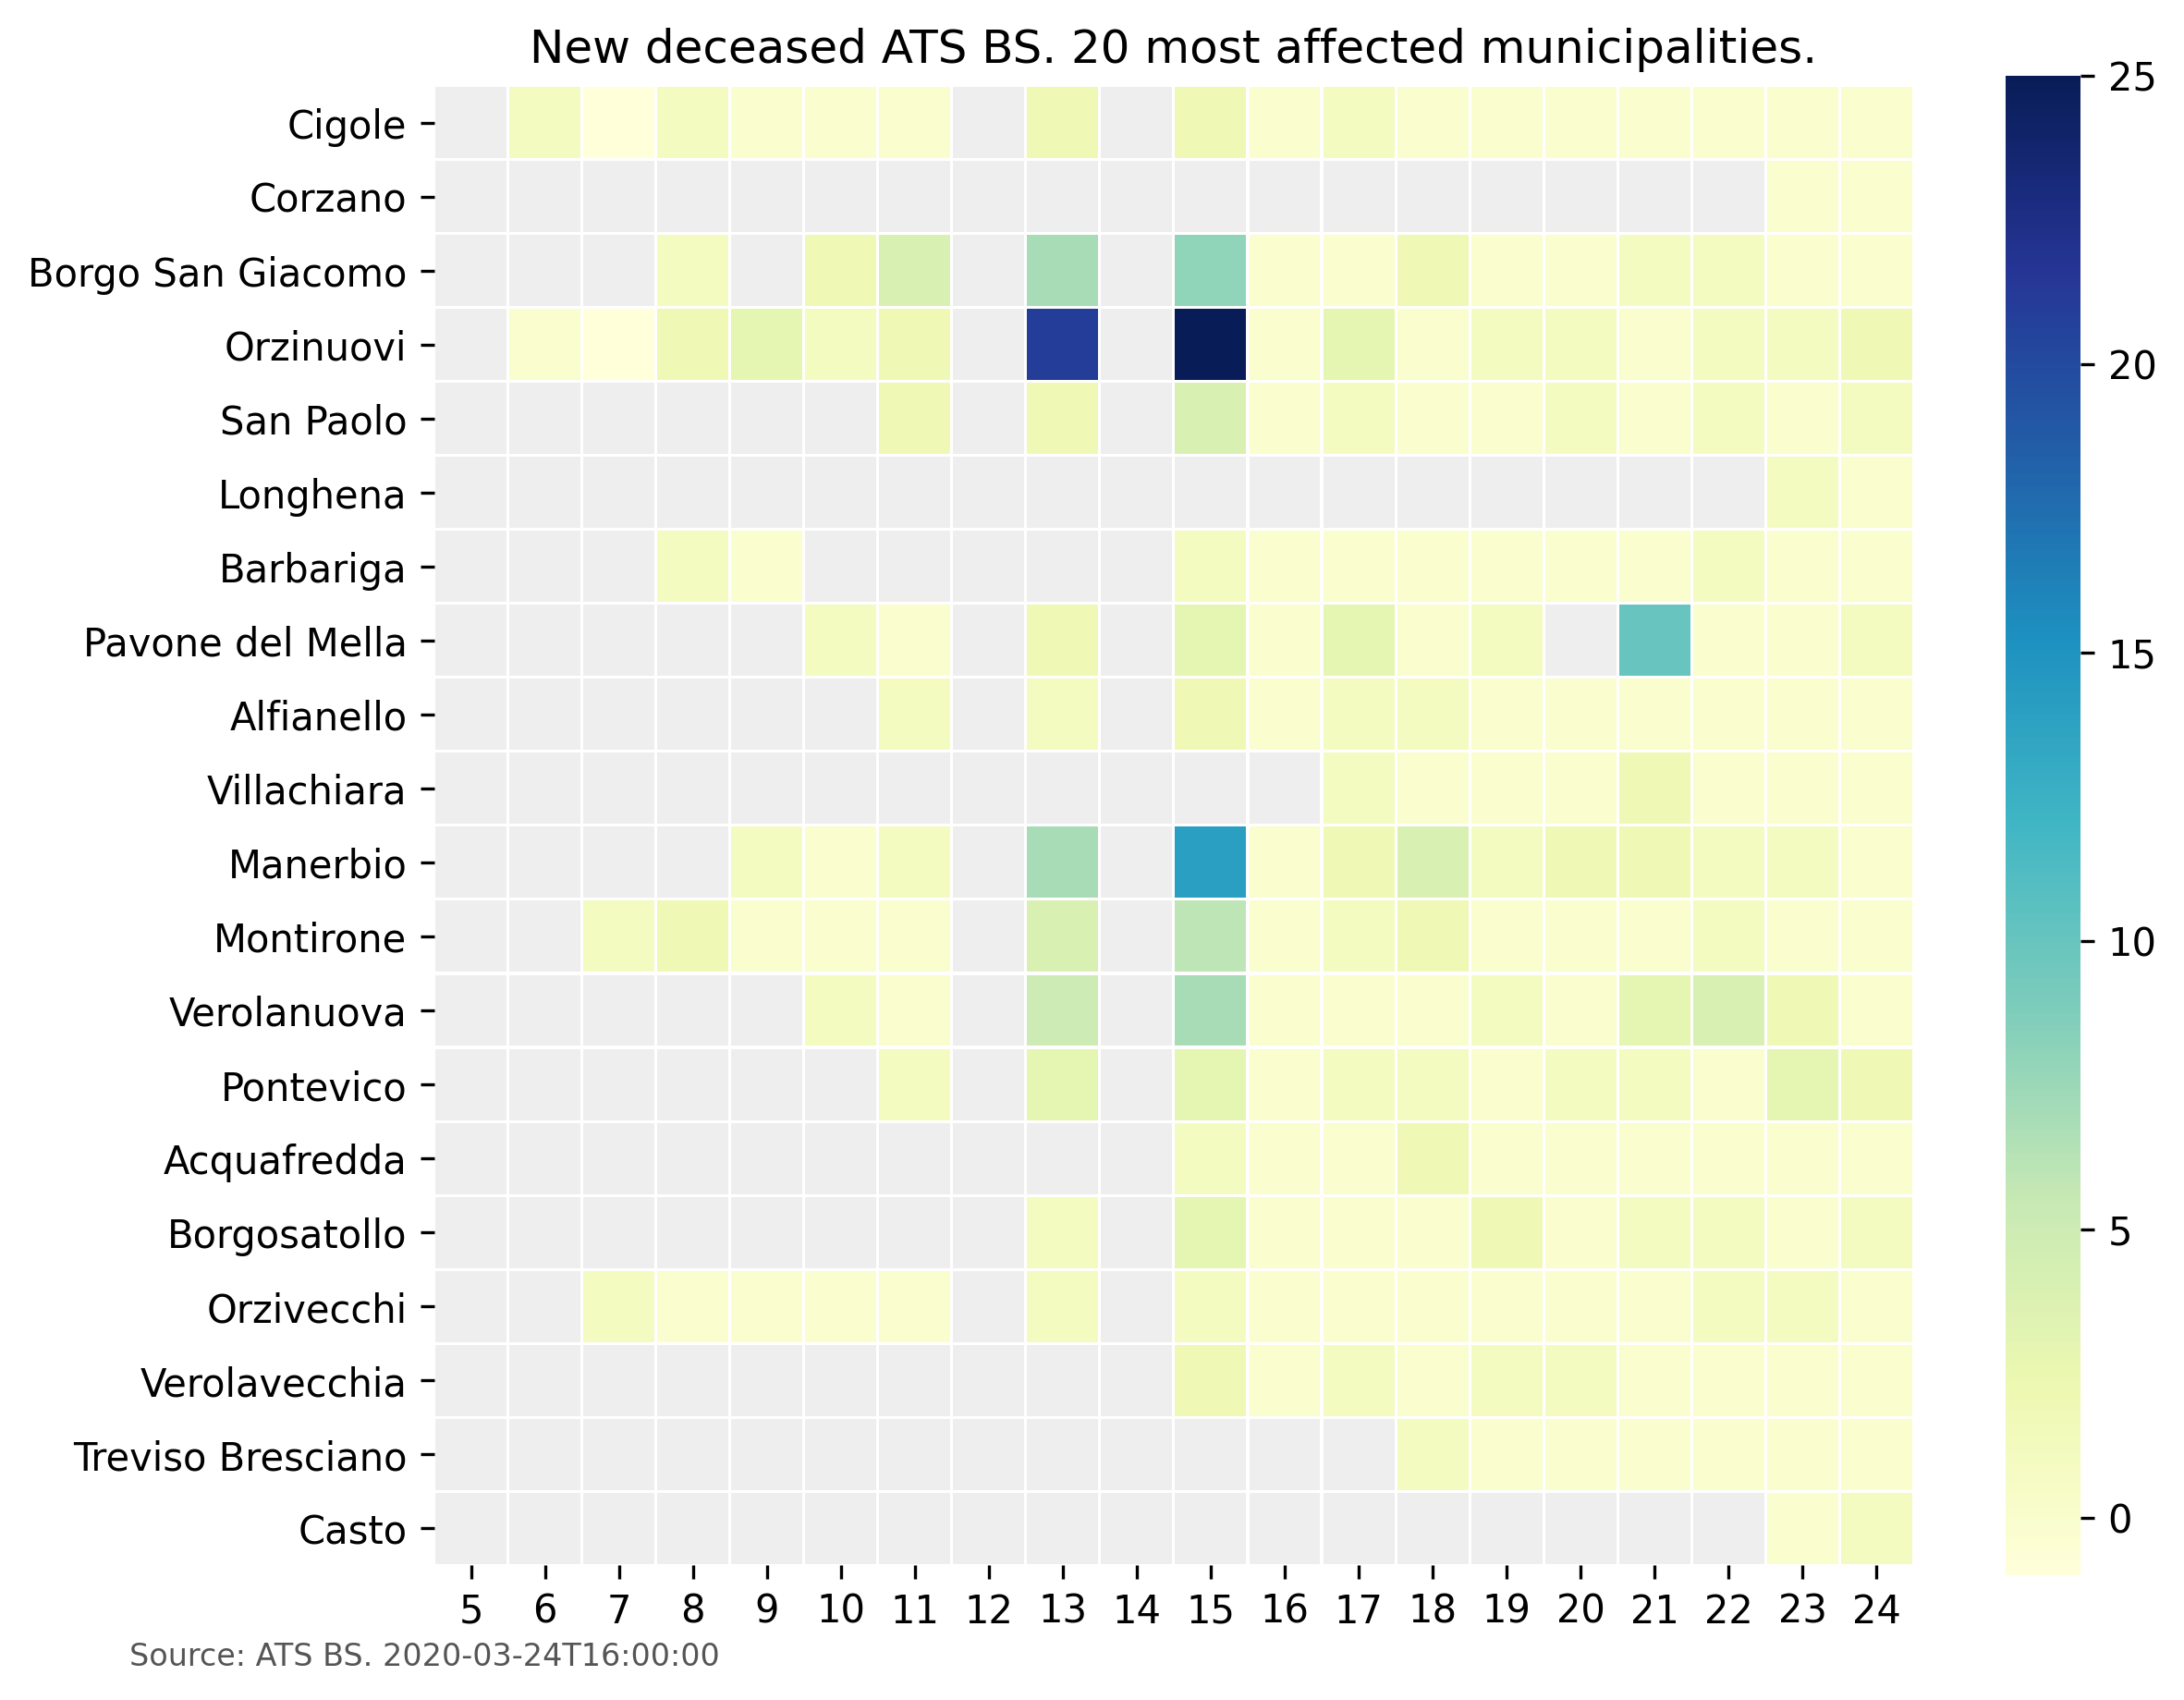 New deceased ATS BS. 20 most affected municipalities.
Cigole
Corzano
Borgo San Giacomo
Orzinuovi
San Paolo
Longhena
Barbariga
Pavone del Mella
Alfianello
Villachiara
Manerbio
Montirone
Verolanuova
Pontevico
Acquafredda
Borgosatollo
Orzivecchi
Verolavecchia
Treviso Bresciano
Casto
5 6 7 8 9 10 11 12 13 14 15 16 17 18 19 20 21 22 23 24
25
20
15
10
5
0
Source: ATS BS. 2020-03-24T16:00:00